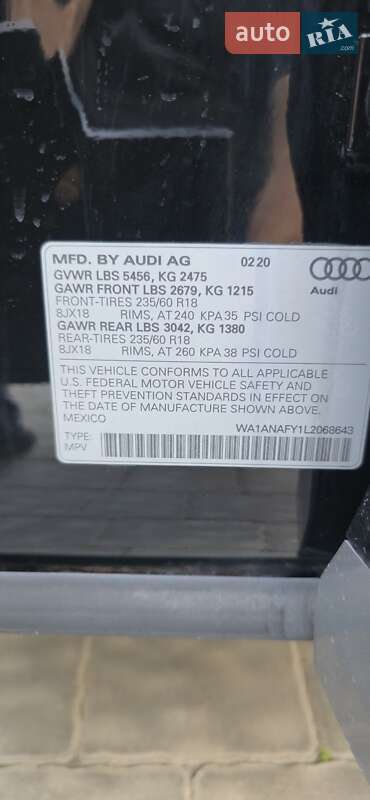 auto RIA.com
MFD. BY AUDI AG 02 20
GVWR LBS 5456, KG 2475
GAWR FRONT LBS 2679, KG 1215
FRONT-TIRES 235/60 R18
8JX18 RIMS, AT 240 KPA 35 PSI COLD
GAWR REAR LBS 3042, KG 1380
REAR-TIRES 235/60 R18
8JX18 RIMS, AT 260 KPA 38 PSI COLD
Audi
THIS VEHICLE CONFORMS TO ALL APPLICABLE
U.S. FEDERAL MOTOR VEHICLE SAFETY AND
THEFT PREVENTION STANDARDS IN EFFECT ON
THE DATE OF MANUFACTURE SHOWN ABOVE.
MEXICO
WA1ANAFY1L2068643
TYPE:
MPV